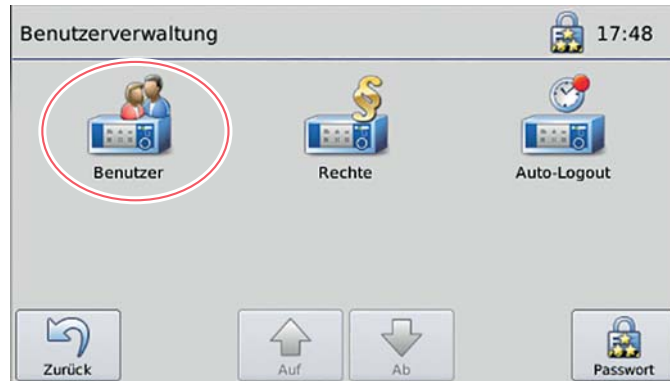 Benutzerverwaltung 17:48
Benutzer Rechte Auto-Logout
Zurück Auf Ab Passwort